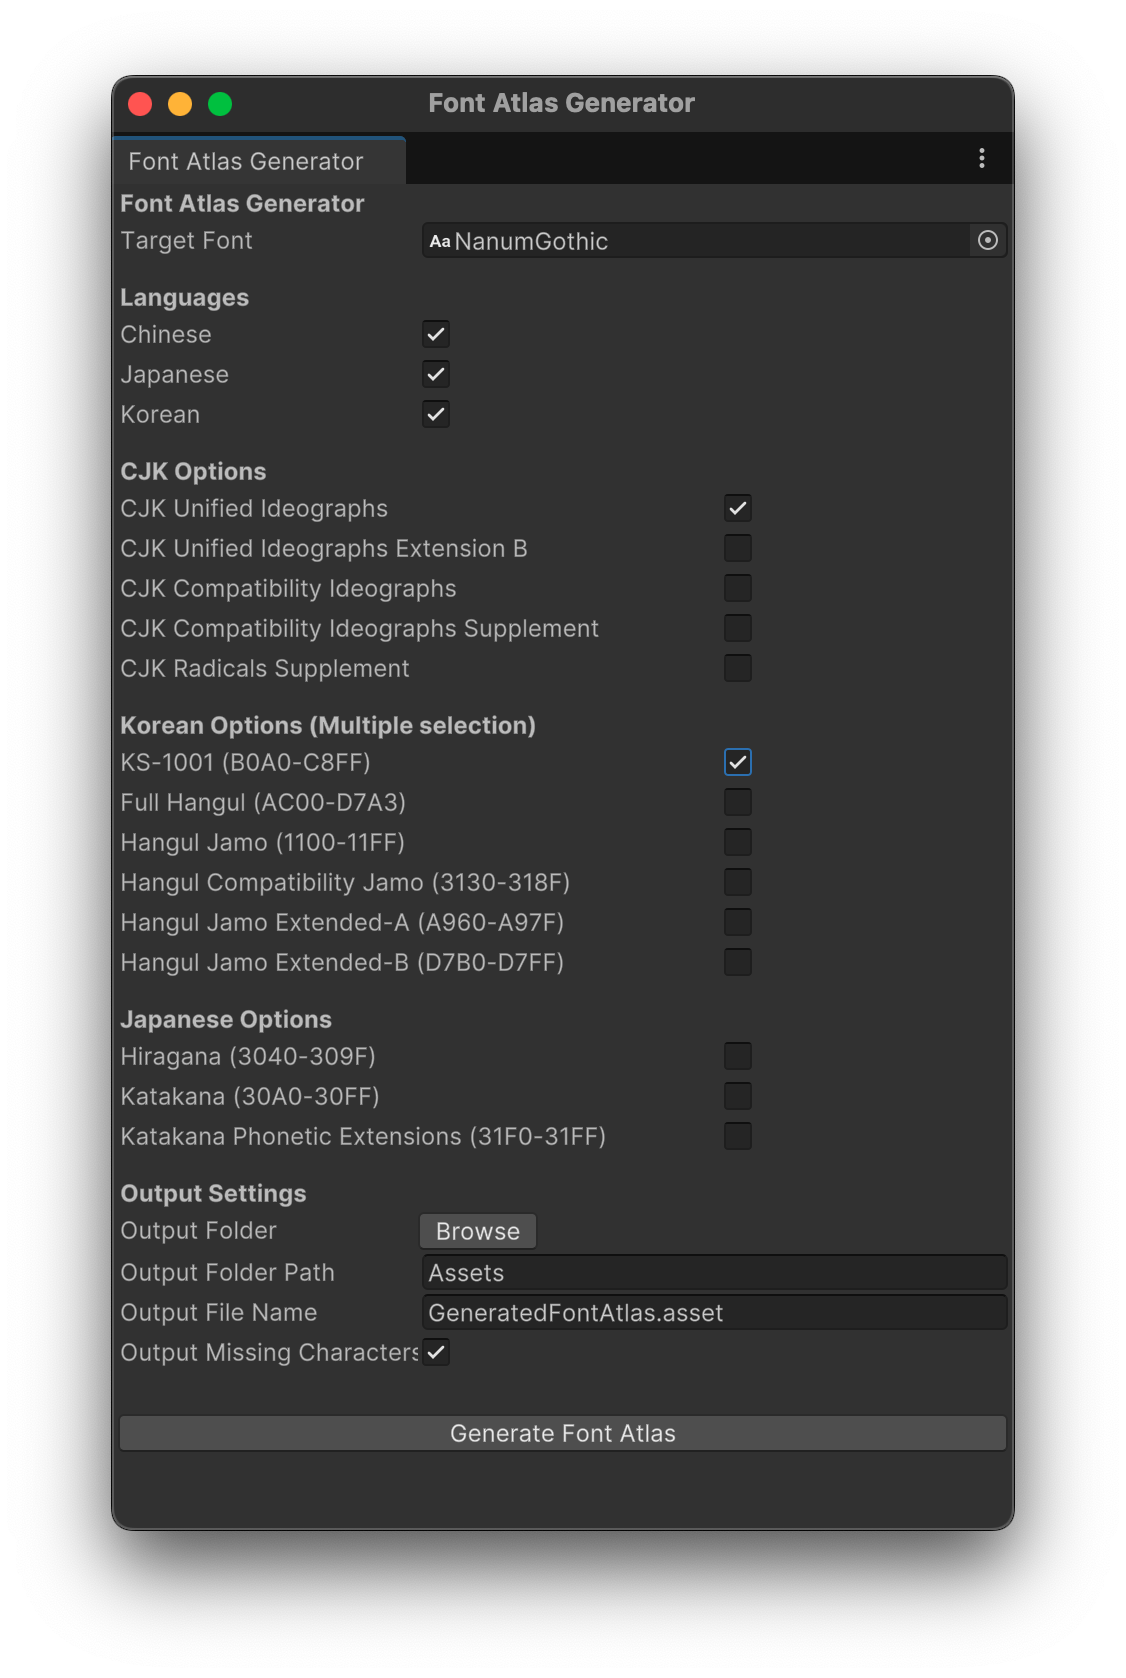 Font Atlas Generator
Font Atlas Generator
Font Atlas Generator
Target Font Aa NanumGothic
Languages
Chinese
Japanese
Korean
CJK Options
CJK Unified Ideographs
CJK Unified Ideographs Extension B
CJK Compatibility Ideographs
CJK Compatibility Ideographs Supplement
CJK Radicals Supplement
Korean Options (Multiple selection)
KS-1001 (B0A0-C8FF)
Full Hangul (AC00-D7A3)
Hangul Jamo (1100-11FF)
Hangul Compatibility Jamo (3130-318F)
Hangul Jamo Extended-A (A960-A97F)
Hangul Jamo Extended-B (D7B0-D7FF)
Japanese Options
Hiragana (3040-309F)
Katakana (30A0-30FF)
Katakana Phonetic Extensions (31F0-31FF)
Output Settings
Output Folder Browse
Output Folder Path Assets
Output File Name GeneratedFontAtlas.asset
Output Missing Characters
Generate Font Atlas